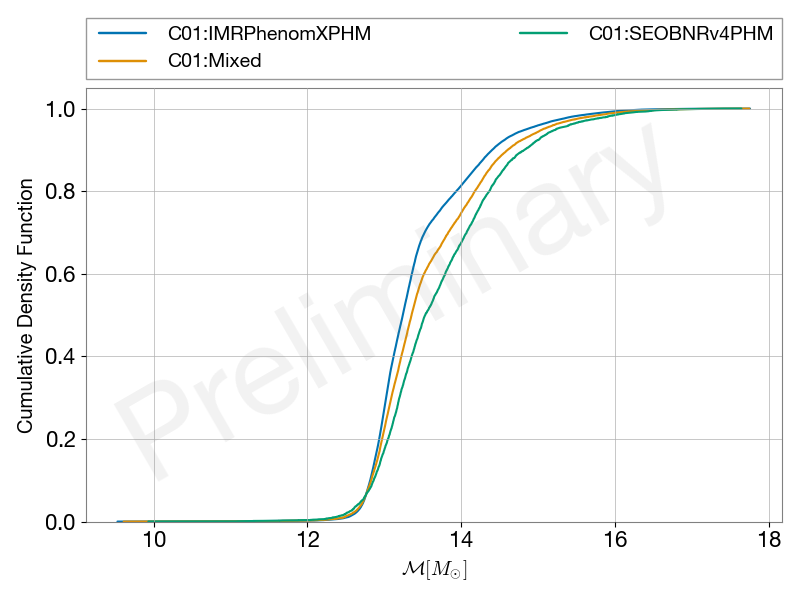 C01:IMRPhenomXPHM
C01:SEOBNRv4PHM
C01:Mixed
Preliminary
Cumulative Density Function
1.0
0.8
0.6
0.4
0.2
0.0
10
12
14
16
18
ℳ[M⊙]